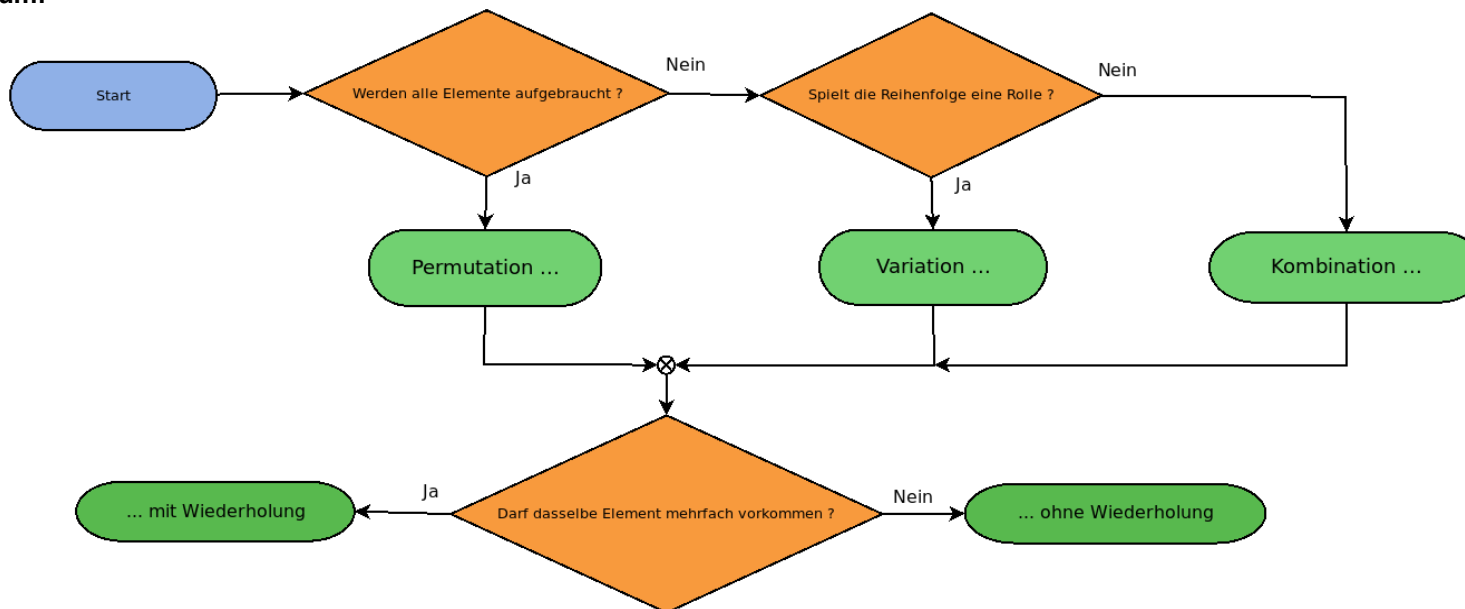 Start
Werden alle Elemente aufgebraucht ?
Nein
Spielt die Reihenfolge eine Rolle ?
Nein
Ja
Ja
Permutation ...
Variation ...
Kombination ...
Ja
Darf dasselbe Element mehrfach vorkommen ?
Nein
... mit Wiederholung
... ohne Wiederholung